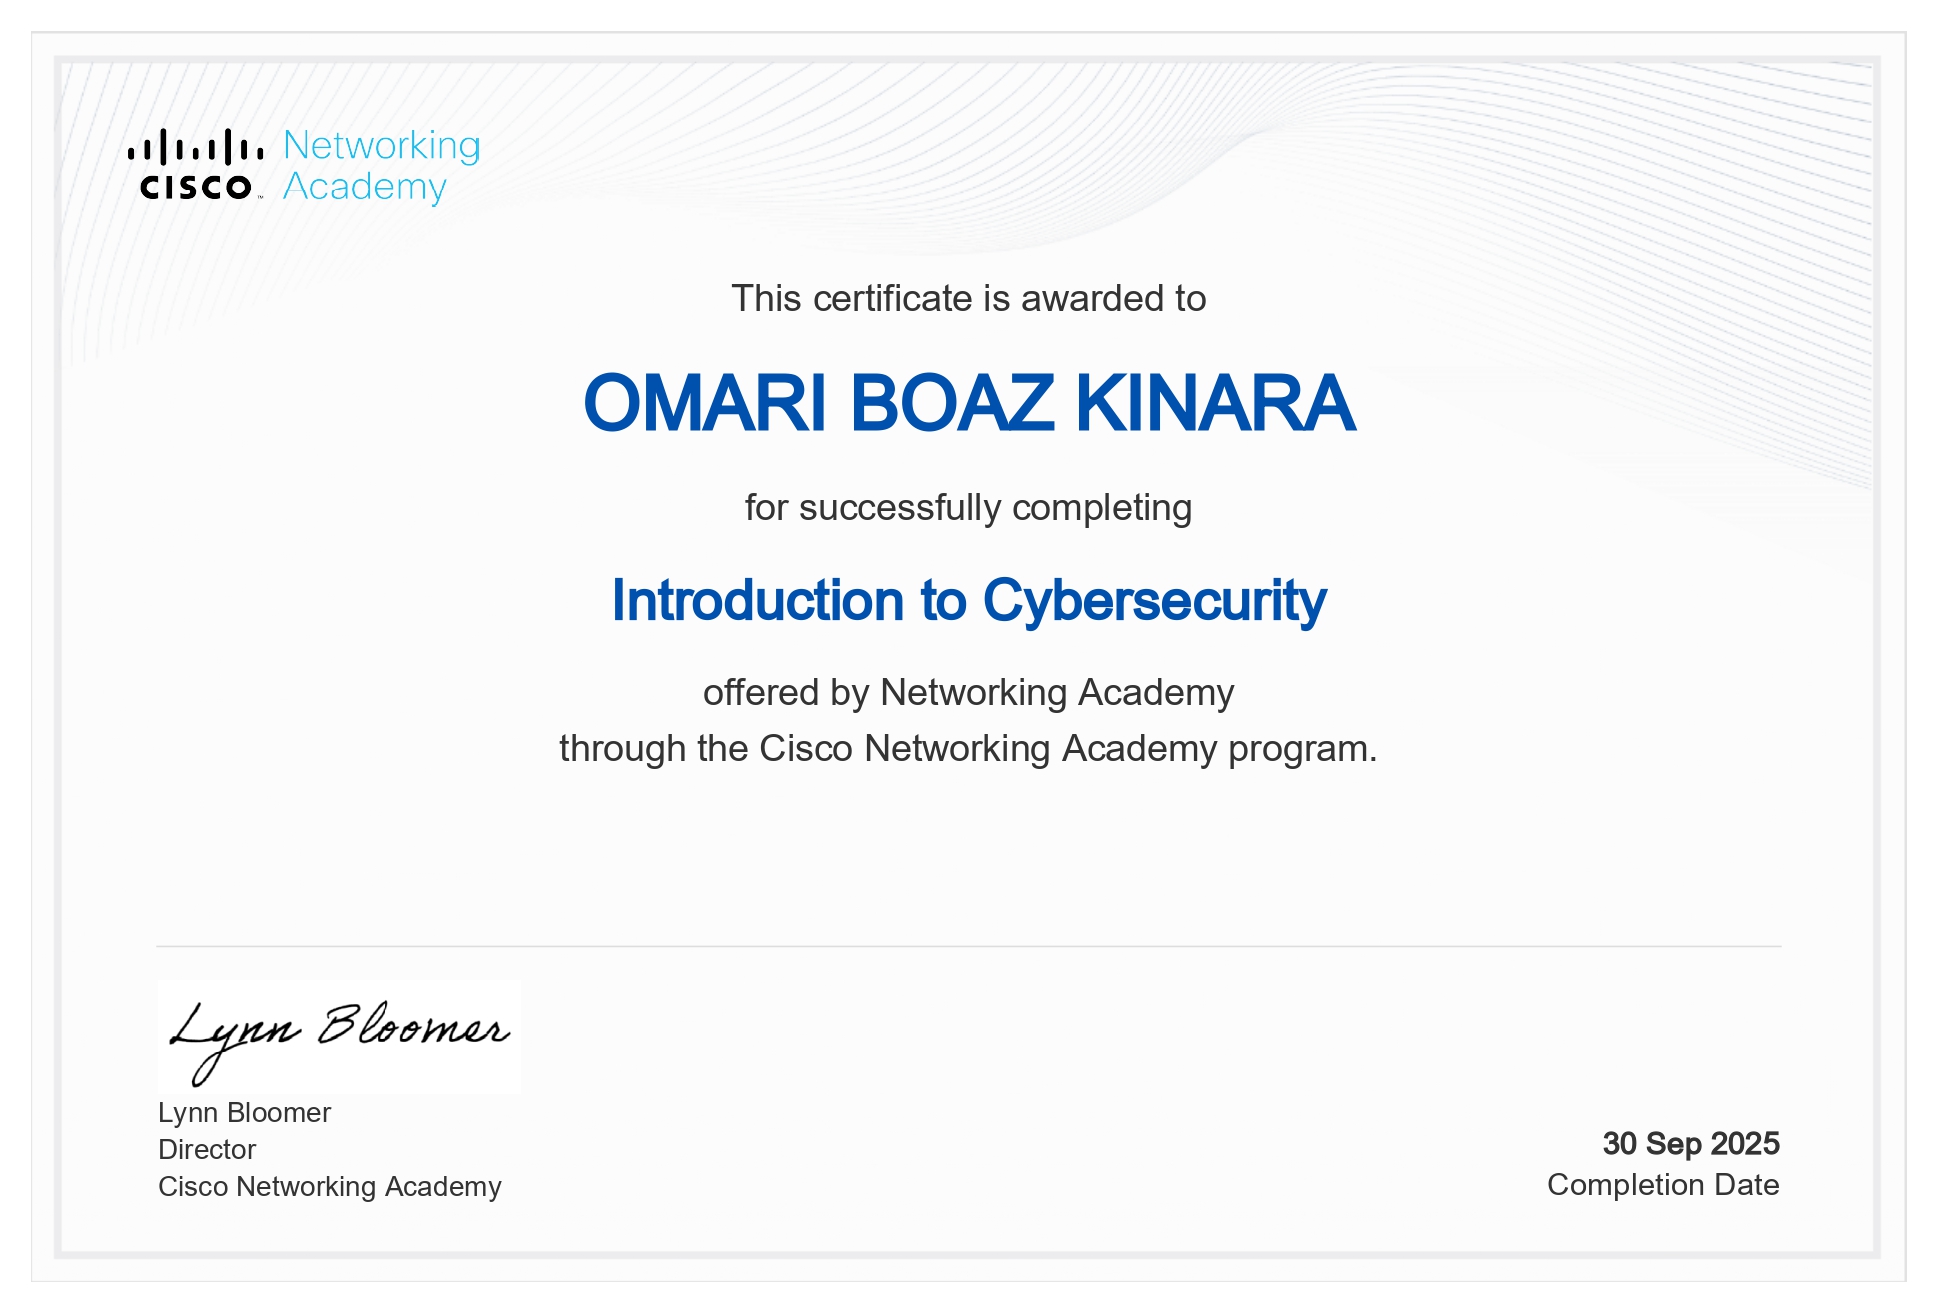 Networking
CISCO™ Academy
This certificate is awarded to
OMARI BOAZ KINARA
for successfully completing
Introduction to Cybersecurity
offered by Networking Academy
through the Cisco Networking Academy program.
Lynn Bloomer
Lynn Bloomer
Director
Cisco Networking Academy
30 Sep 2025
Completion Date